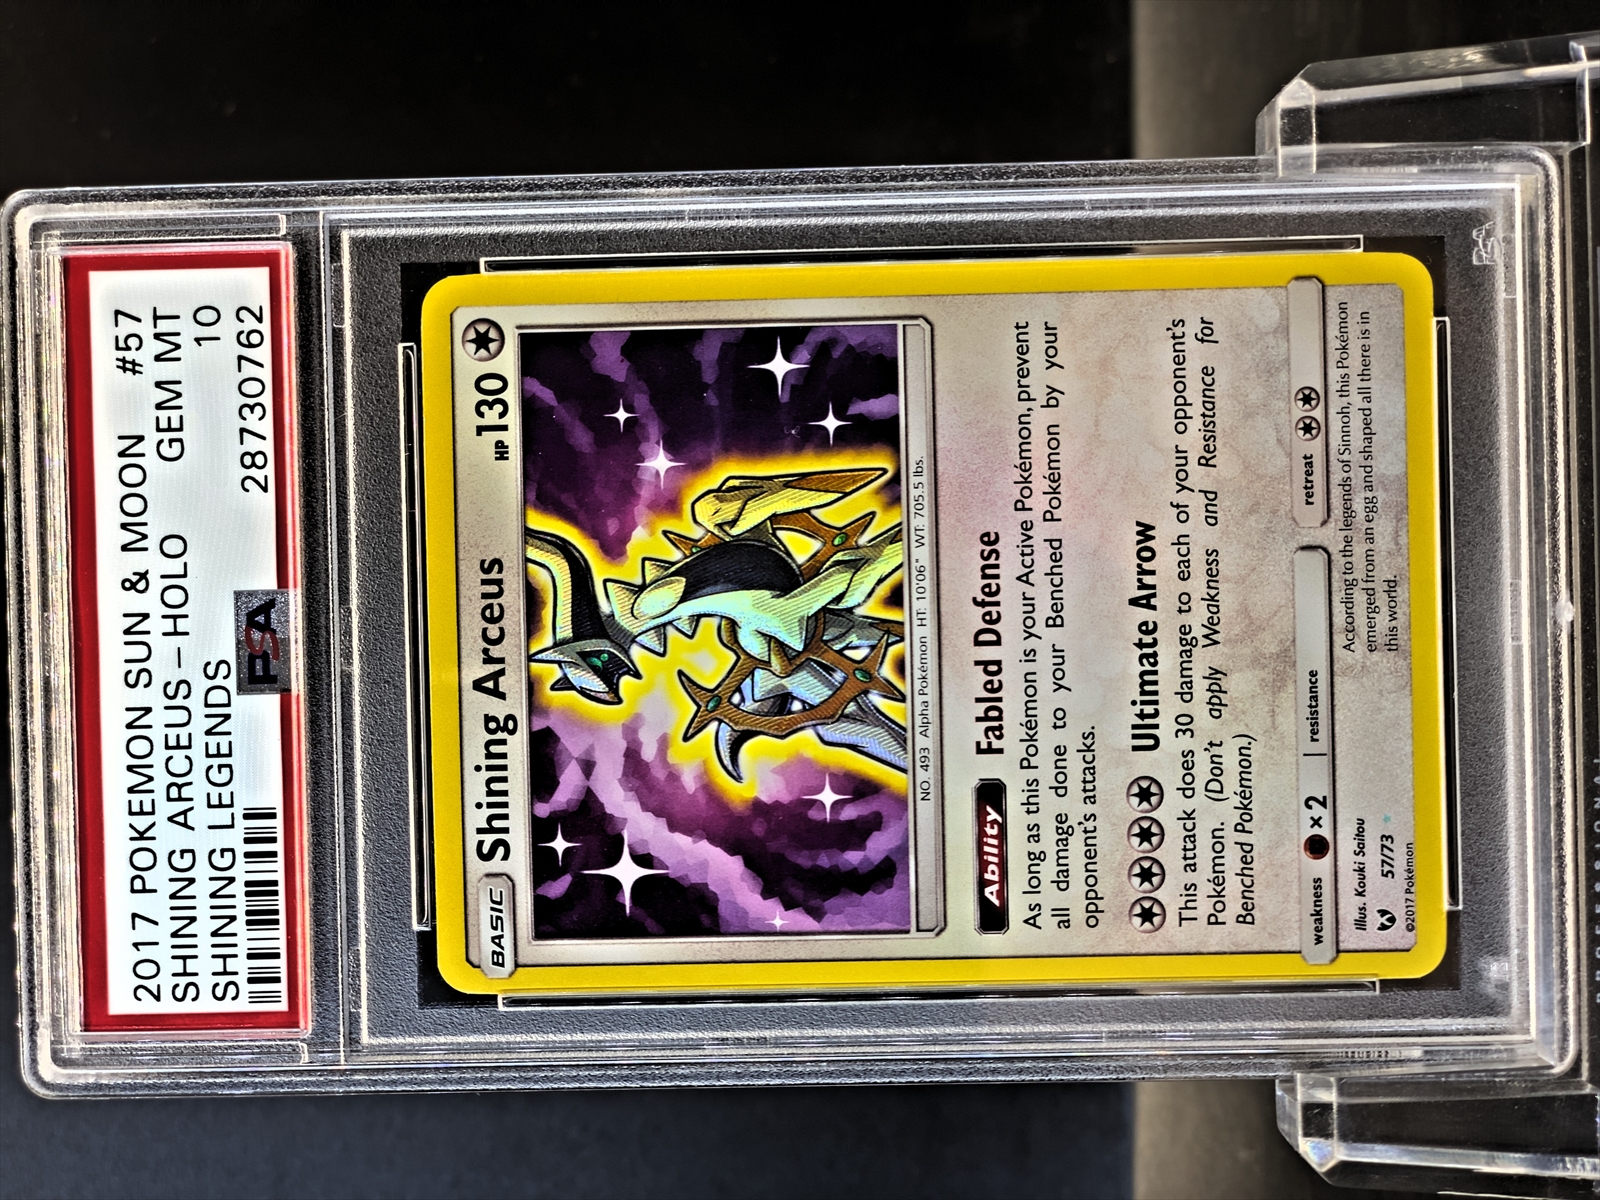 2017 POKEMON SUN & MOON #57
SHINING ARCEUS – HOLO GEM MT
SHINING LEGENDS 10
28730762
PSA
BASIC Shining Arceus HP 130
NO. 493 Alpha Pokémon HT: 10'06" WT: 705.5 lbs.
Ability Fabled Defense
As long as this Pokémon is your Active Pokémon, prevent
all damage done to your Benched Pokémon by your
opponent's attacks.
Ultimate Arrow
This attack does 30 damage to each of your opponent's
Pokémon. (Don't apply Weakness and Resistance for
Benched Pokémon.)
weakness ×2 resistance retreat
Illus. Kouki Saitou
57/73
©2017 Pokémon
According to the legends of Sinnoh, this Pokémon
emerged from an egg and shaped all there is in
this world.
PSA
PROFESSIONAL